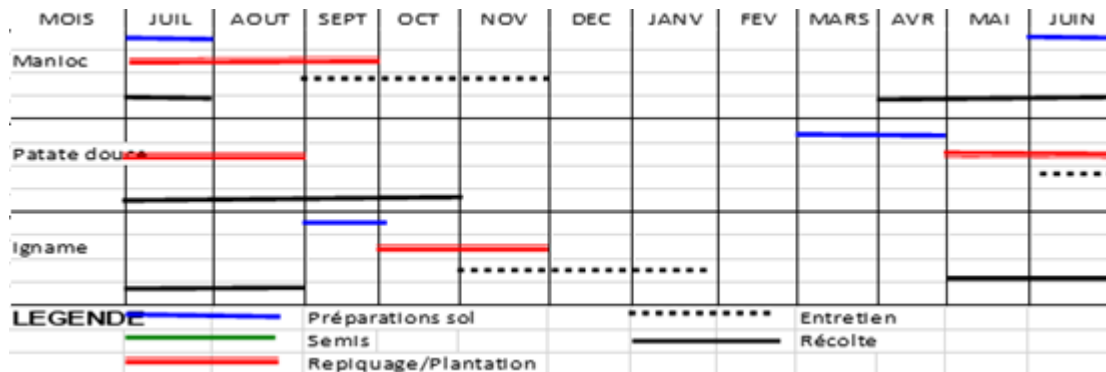 MOIS JUIL AOUT SEPT OCT NOV DEC JANV FEV MARS AVR MAI JUIN
Manioc
Patate douce
Igname
LEGENDE Préparations sol Entretien
Semis Récolte
Repiquage/Plantation